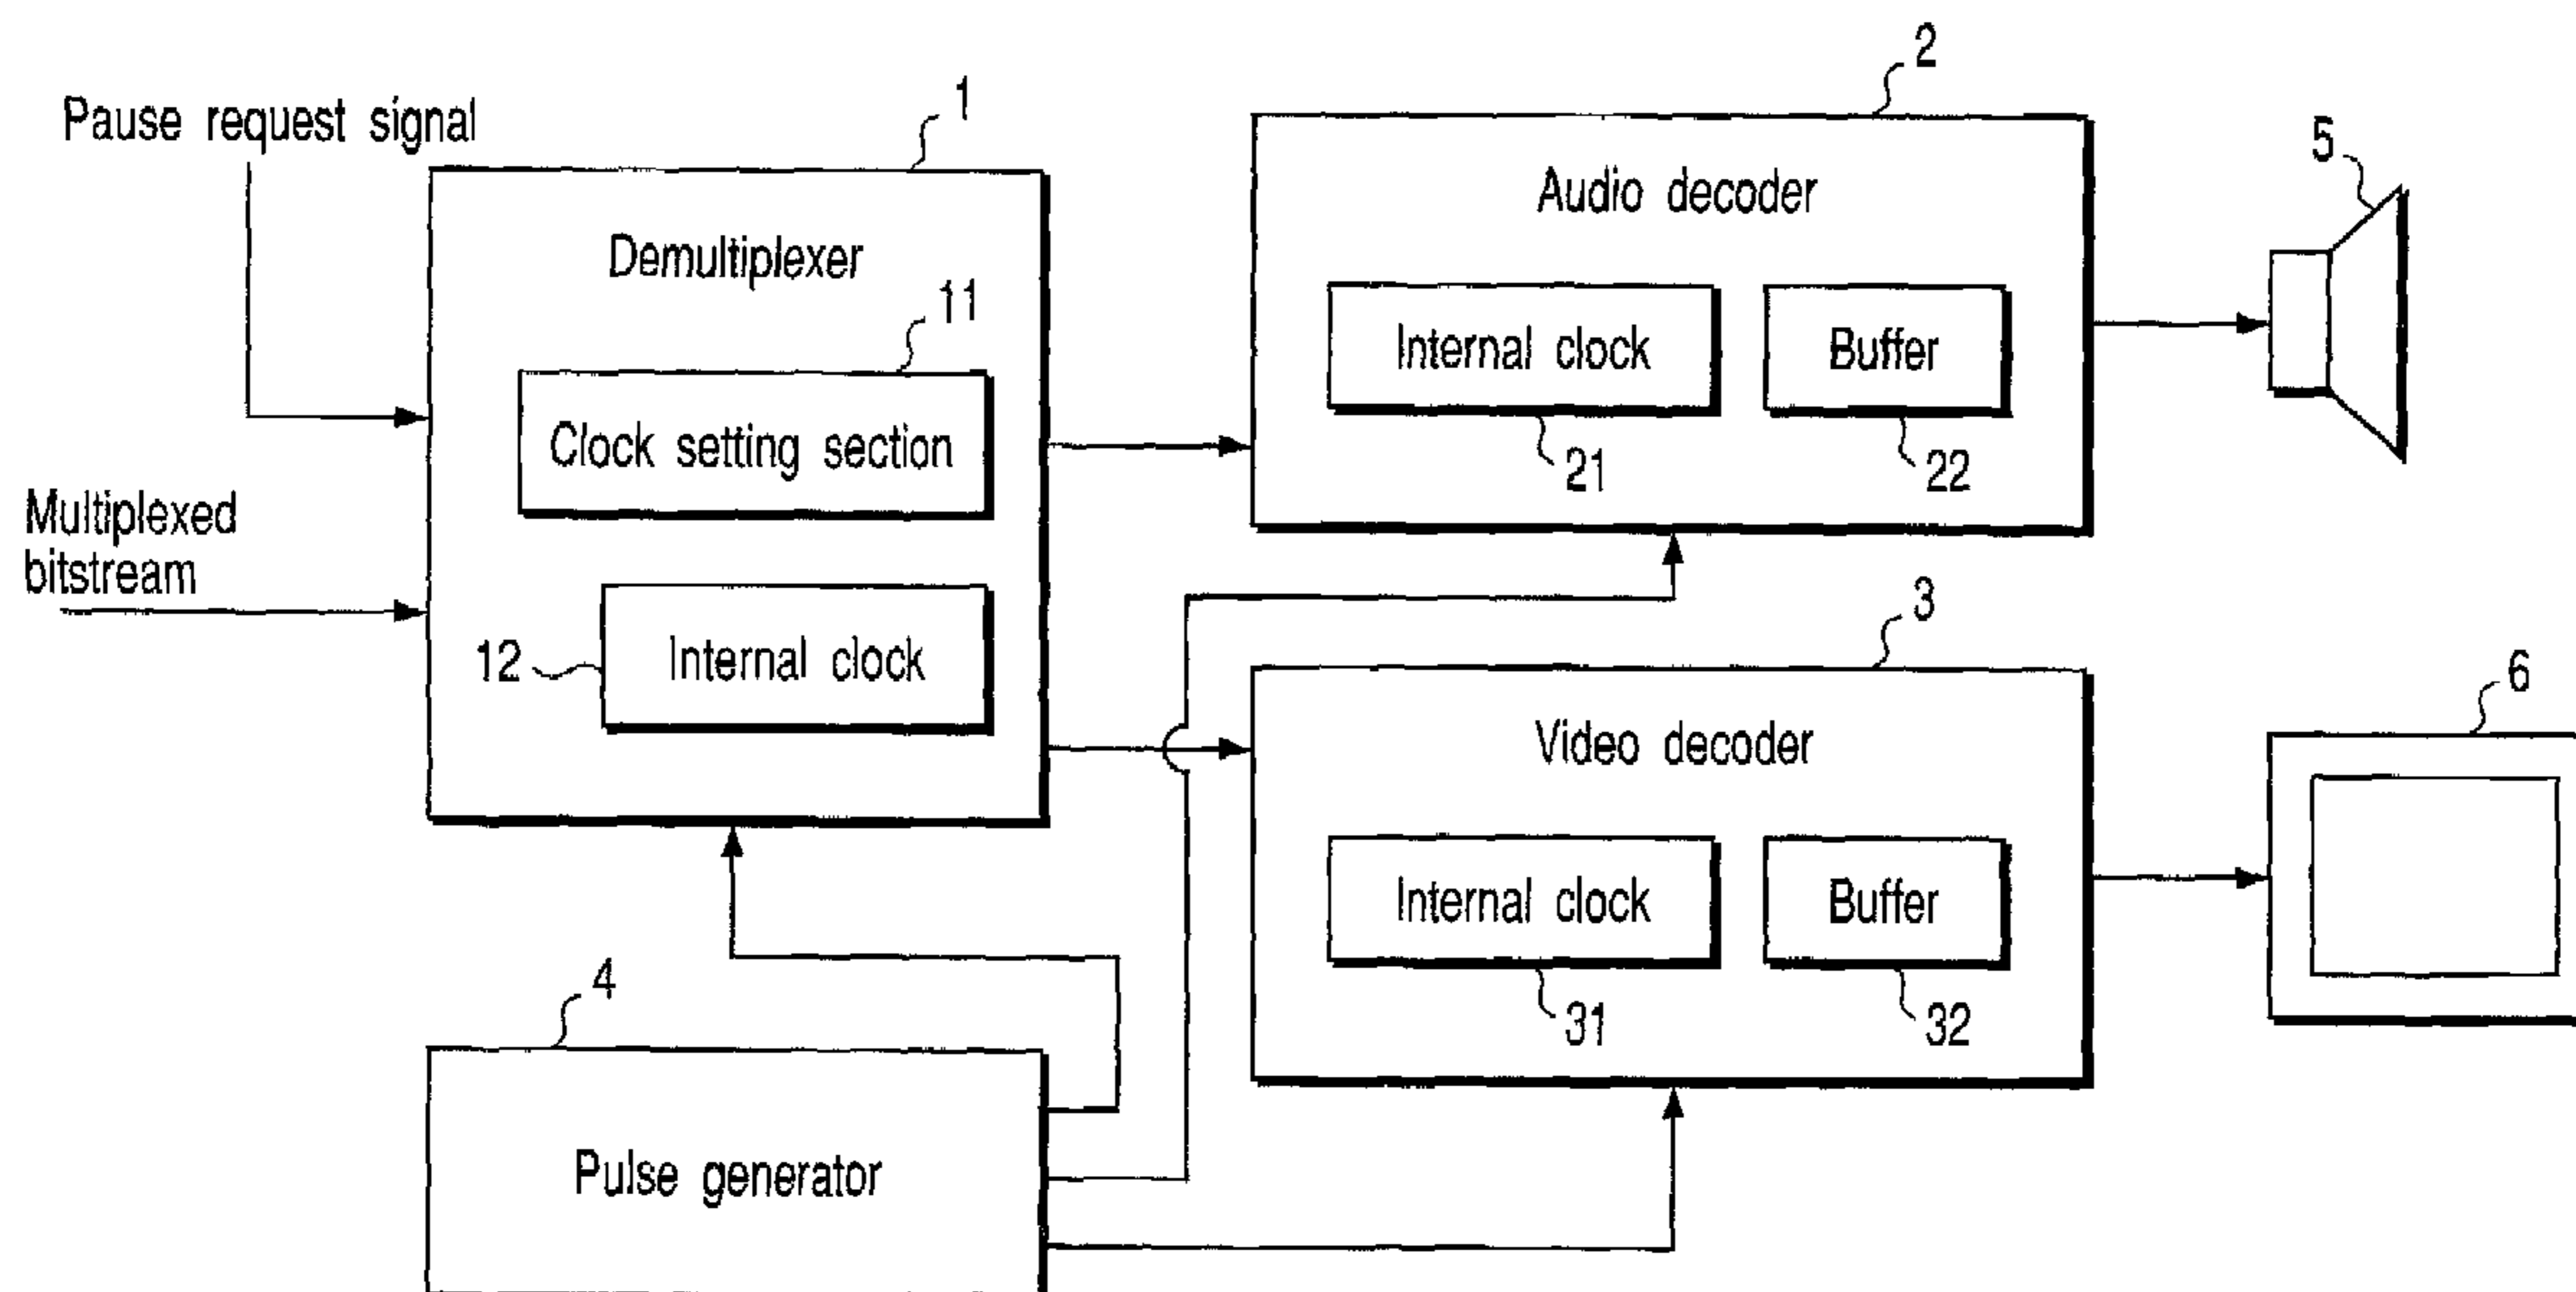 Pause request signal
1
Demultiplexer
11
Clock setting section
12
Internal clock
Multiplexed
bitstream
2
Audio decoder
Internal clock
Buffer
21
22
5
3
Video decoder
Internal clock
Buffer
31
32
6
4
Pulse generator